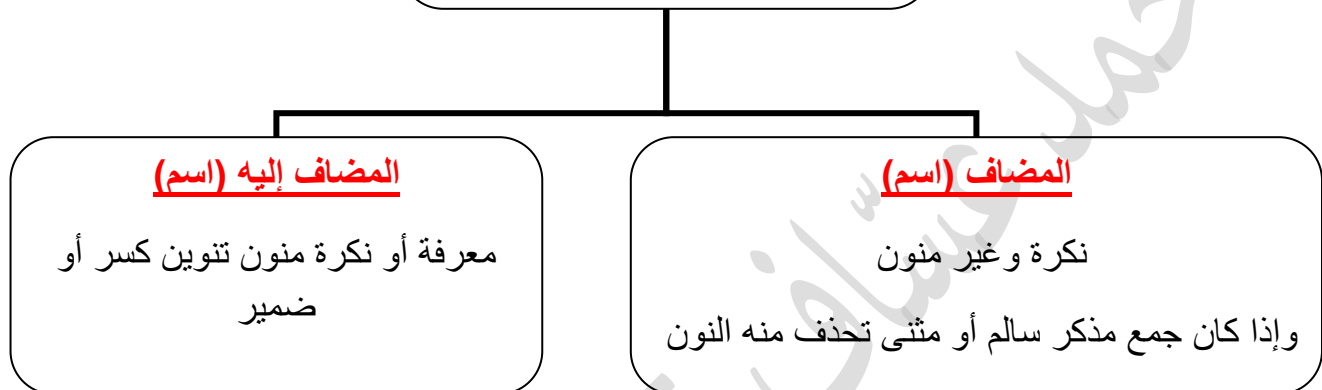 المضاف (اسم)
نكرة وغير منون
وإذا كان جمع مذكر سالم أو مثنى تحذف منه النون
المضاف إليه (اسم)
معرفة أو نكرة منون تنوين كسر أو
ضمير